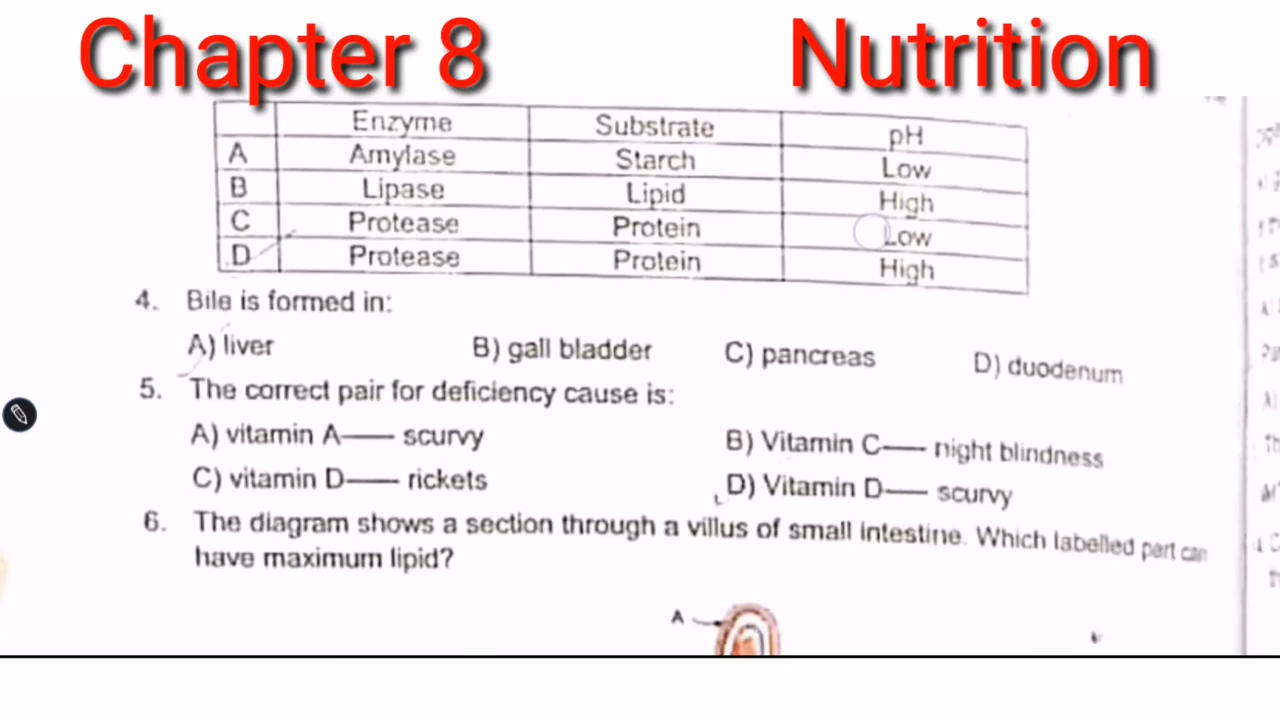 Chapter 8 Nutrition
Enzyme Substrate pH
A Amylase Starch Low
B Lipase Lipid High
C Protease Protein Low
D Protease Protein High
4. Bile is formed in:
A) liver B) gall bladder C) pancreas D) duodenum
5. The correct pair for deficiency cause is:
A) vitamin A—— scurvy B) Vitamin C—— night blindness
C) vitamin D—— rickets D) Vitamin D—— scurvy
6. The diagram shows a section through a villus of small intestine. Which labelled part can
have maximum lipid?
A